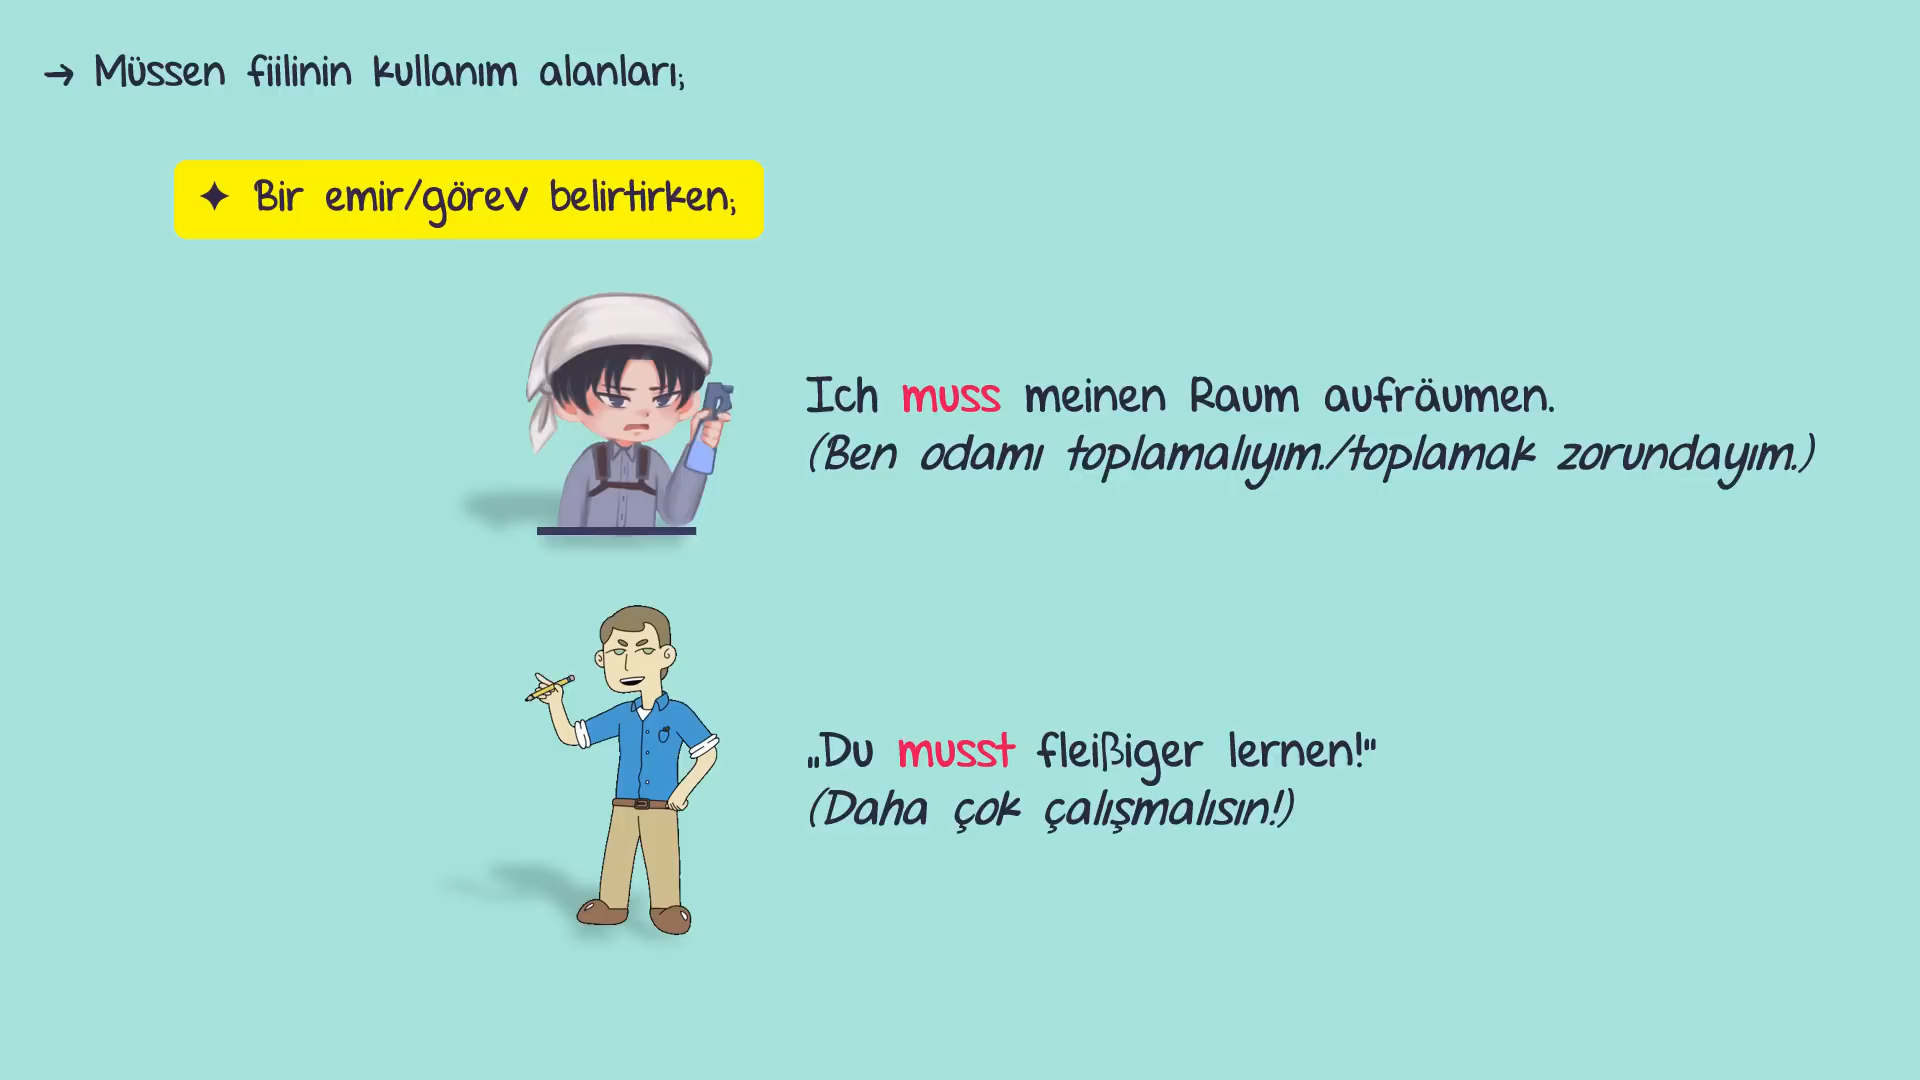 → Müssen fiilinin kullanım alanları;
✦ Bir emir/görev belirtirken;
Ich muss meinen Raum aufräumen.
(Ben odamı toplamalıyım./toplamak zorundayım.)
„Du musst fleißiger lernen!"
(Daha çok çalışmalısın!)